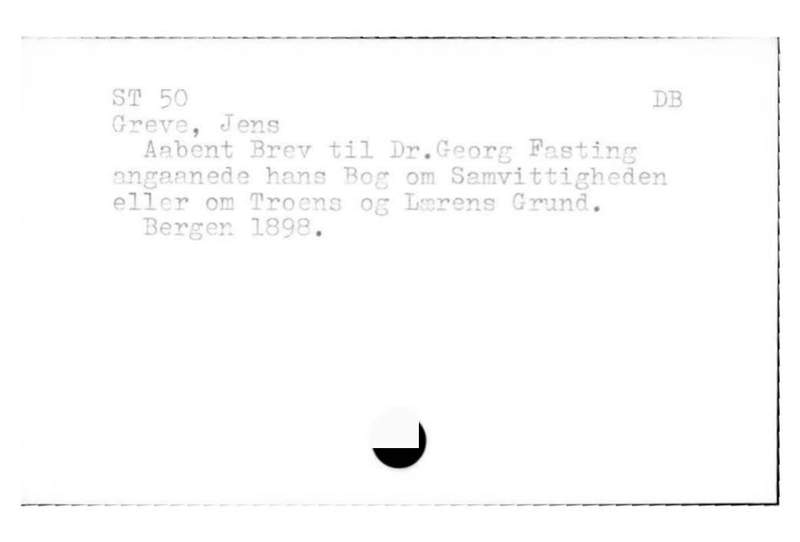 ST 50 DB
Greve, Jens
Aabent Brev til Dr.Georg Fasting
angaanede hans Bog om Samvittigheden
eller om Troens og Lærens Grund.
Bergen 1898.